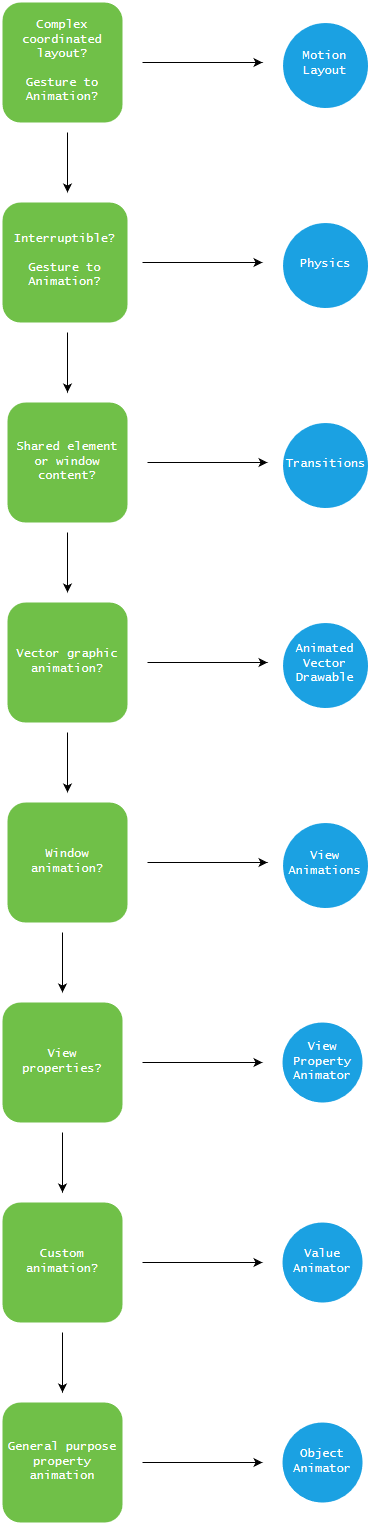 Complex
coordinated
layout?
Gesture to
Animation?
Motion
Layout
Interruptible?
Gesture to
Animation?
Physics
Shared element
or window
content?
Transitions
Vector graphic
animation?
Animated
Vector
Drawable
Window
animation?
View
Animations
View
properties?
View
Property
Animator
Custom
animation?
Value
Animator
General purpose
property
animation
Object
Animator